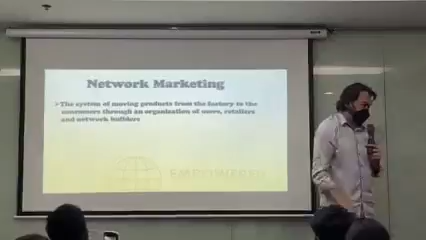 Network Marketing
➢The system of moving products from the factory to the
consumers through an organization of users, retailers
and network builders